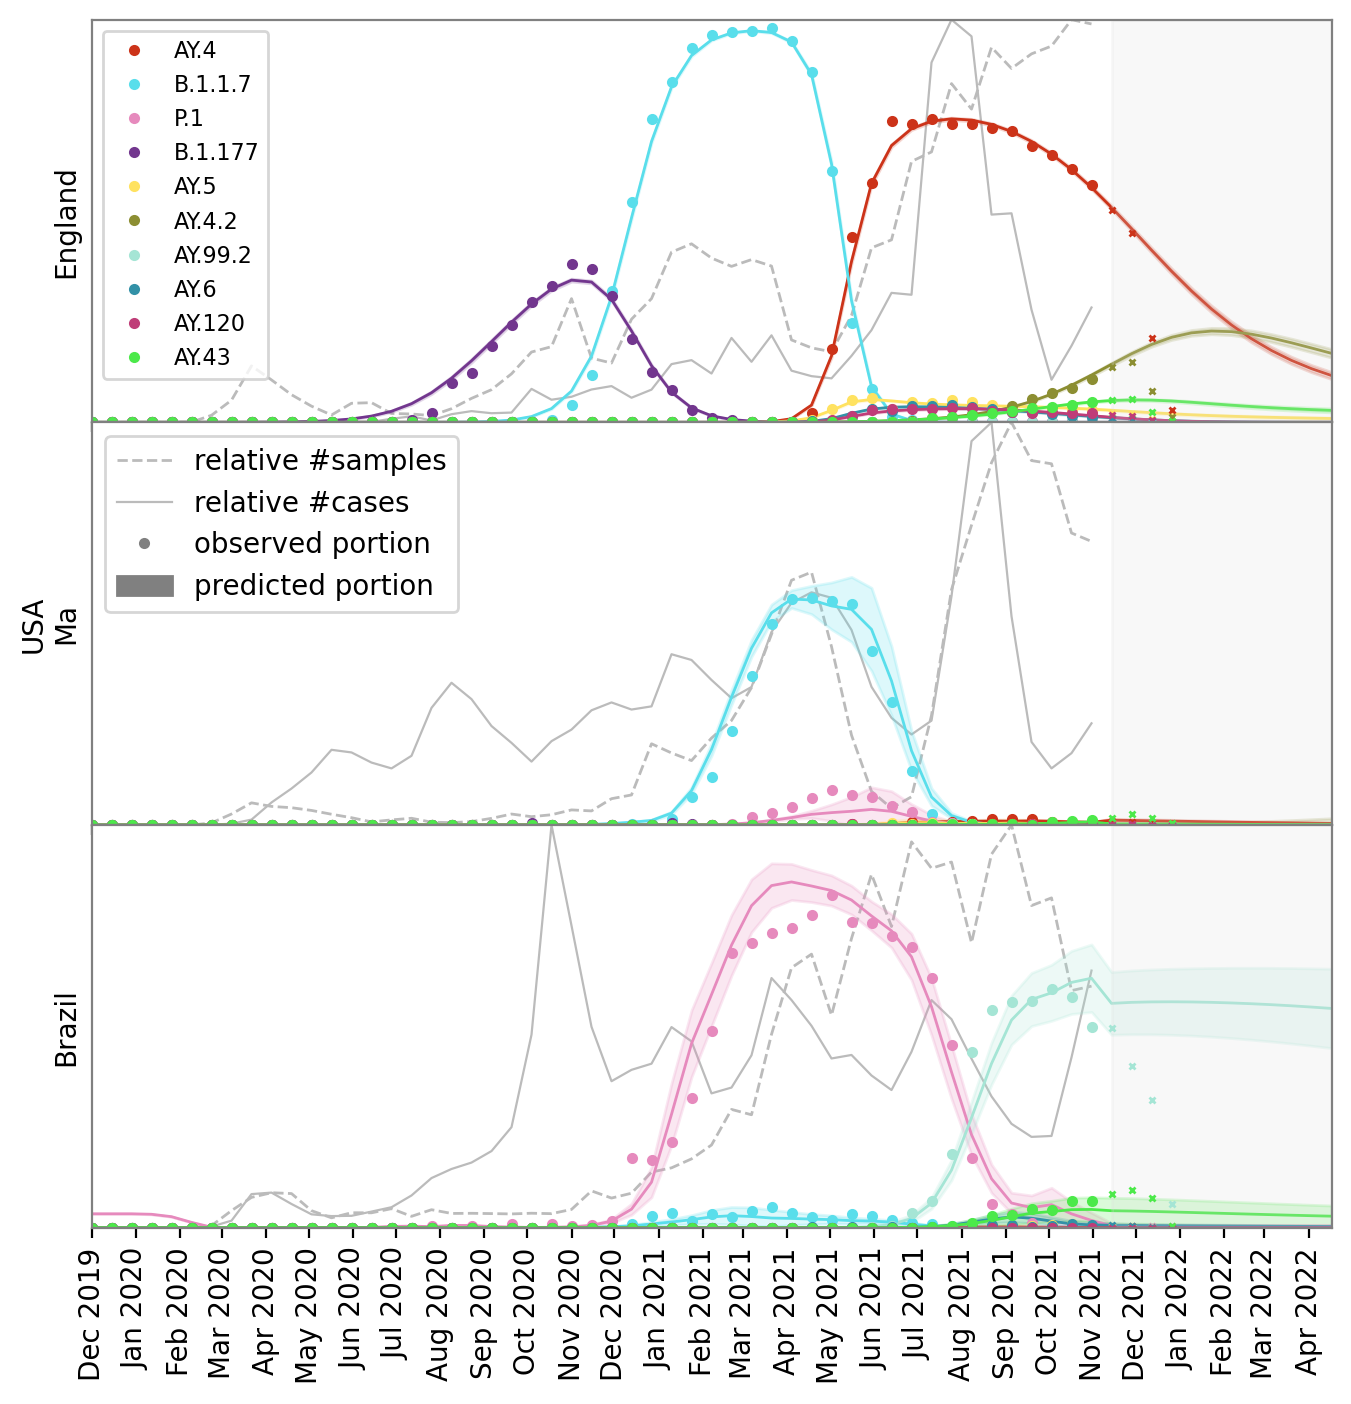 England
AY.4
B.1.1.7
P.1
B.1.177
AY.5
AY.4.2
AY.99.2
AY.6
AY.120
AY.43
USA
Ma
relative #samples
relative #cases
observed portion
predicted portion
Brazil
Dec 2019
Jan 2020
Feb 2020
Mar 2020
Apr 2020
May 2020
Jun 2020
Jul 2020
Aug 2020
Sep 2020
Oct 2020
Nov 2020
Dec 2020
Jan 2021
Feb 2021
Mar 2021
Apr 2021
May 2021
Jun 2021
Jul 2021
Aug 2021
Sep 2021
Oct 2021
Nov 2021
Dec 2021
Jan 2022
Feb 2022
Mar 2022
Apr 2022